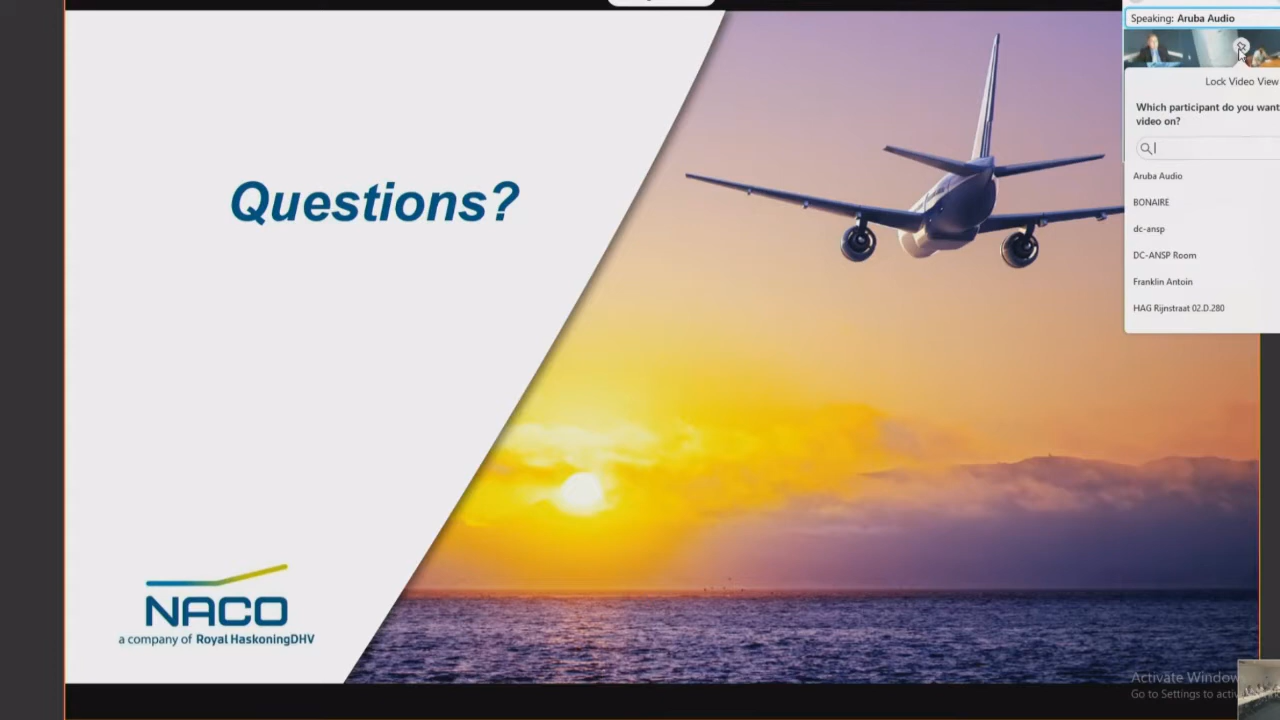 Questions?
NACO
a company of Royal HaskoningDHV
Speaking: Aruba Audio
Lock Video View
Which participant do you want
video on?
Aruba Audio
BONAIRE
dc-ansp
DC-ANSP Room
Franklin Antoin
HAG Rijnstraat 02.D.280
Activate Window
Go to Settings to activ